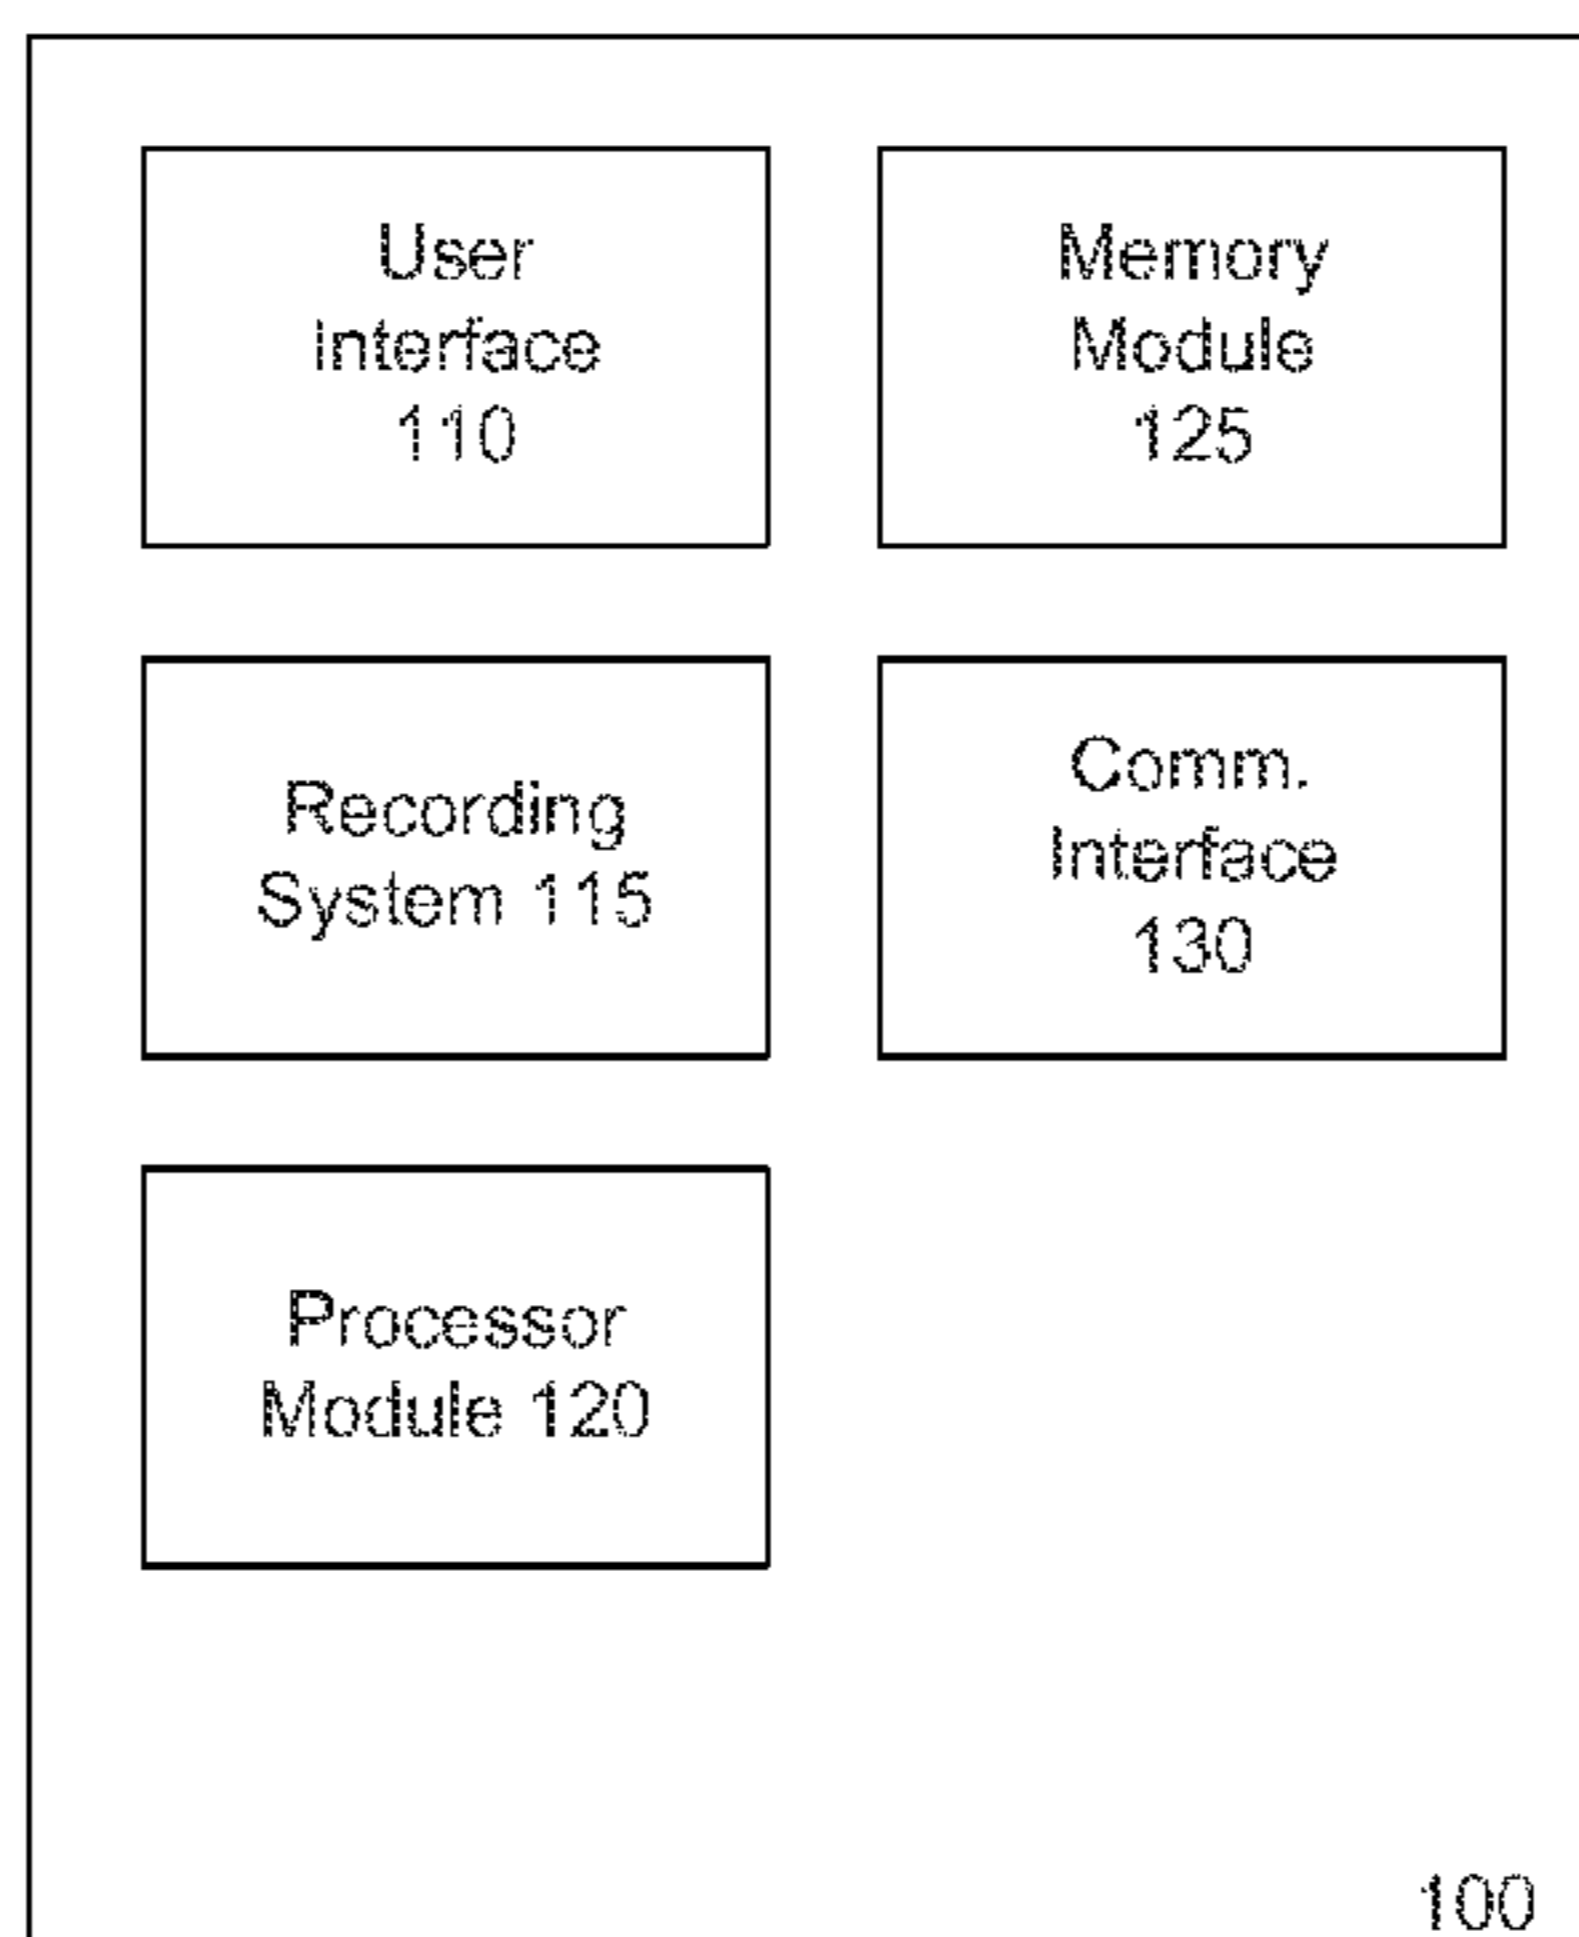 User
Interface
110
Memory
Module
125
Recording
System 115
Comm.
Interface
130
Processor
Module 120
100